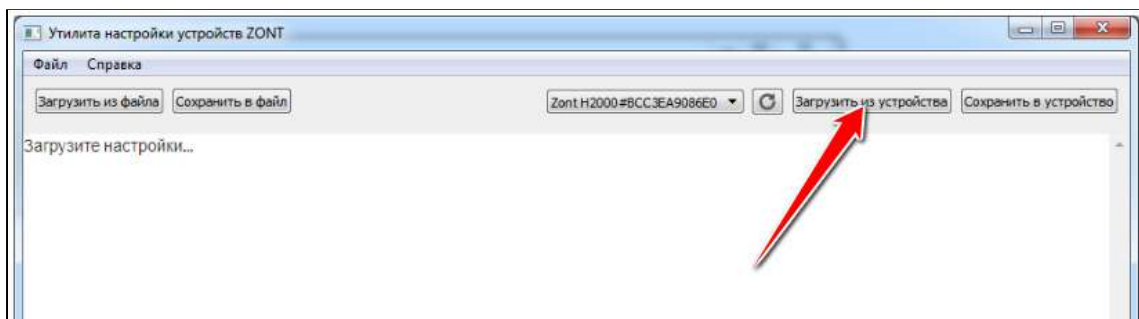 Утилита настройки устройств ZONT
Файл Справка
Загрузить из файла Сохранить в файл Zont H2000#BCC3EA9086E0 Загрузить из устройства Сохранить в устройство
Загрузите настройки...